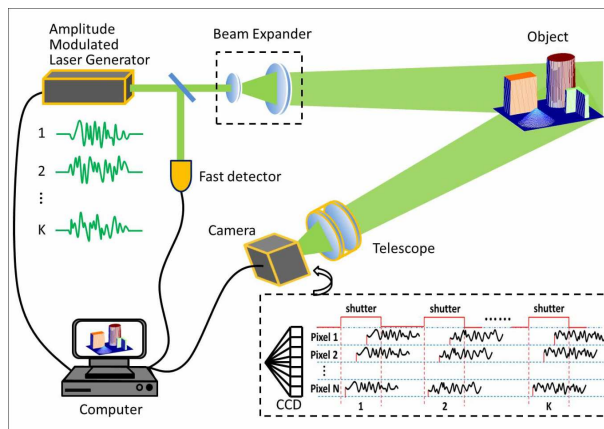 Amplitude
Modulated
Laser Generator
Beam Expander
Object
1
2
⋮
K
Fast detector
Camera
Telescope
Computer
shutter
shutter
......
shutter
Pixel 1
Pixel 2
⋮
Pixel N
CCD
1
2
K